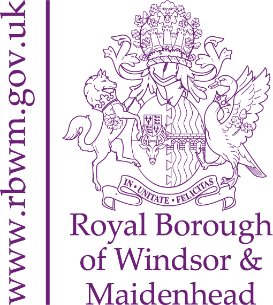 www.rbwm.gov.uk
IN · UNITATE · FELICITAS
Royal Borough
of Windsor &
Maidenhead